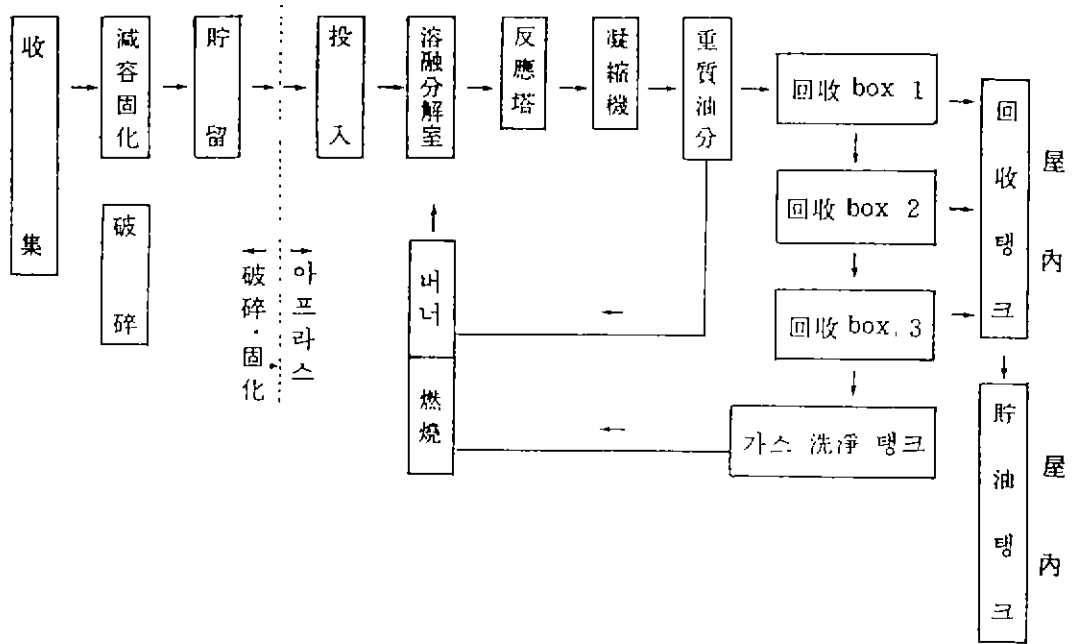 收集
減容固化
破碎
貯留
投入
溶融分解室
反應塔
凝縮機
重質油分
回收 box 1
回收 box 2
回收 box 3
回收탱크
屋內
破碎·固化
아프라스
버너
燃燒
가스 洗淨 탱크
貯油탱크
屋內